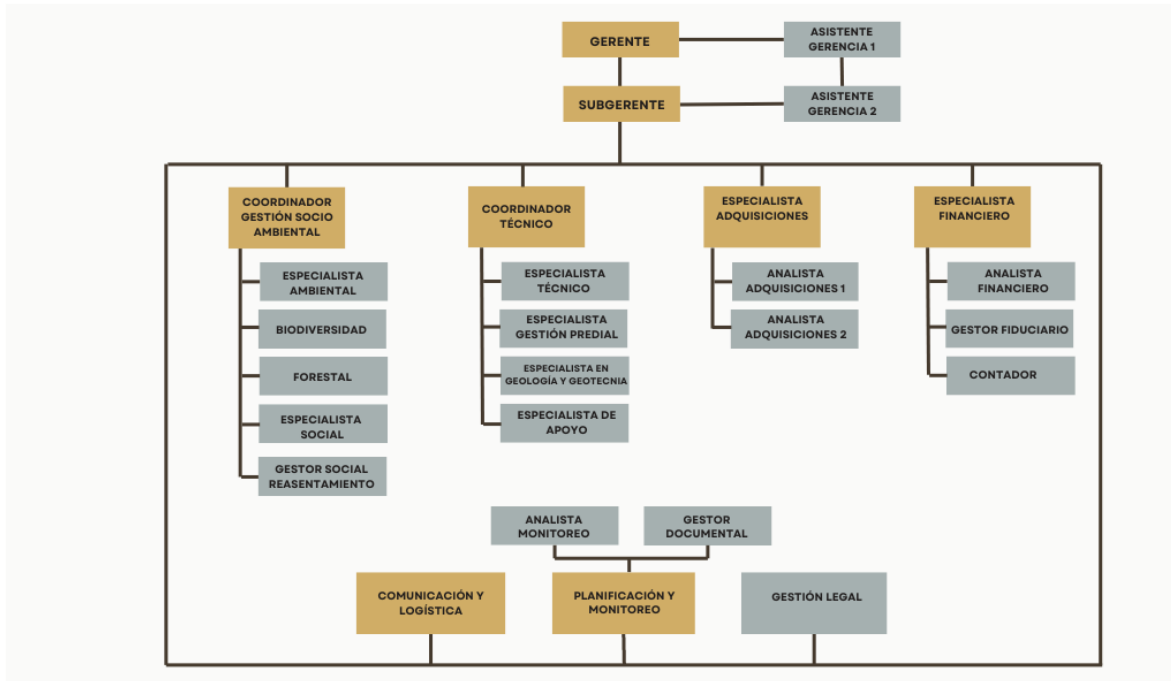 GERENTE
ASISTENTE
GERENCIA 1
SUBGERENTE
ASISTENTE
GERENCIA 2
COORDINADOR
GESTIÓN SOCIO
AMBIENTAL
COORDINADOR
TÉCNICO
ESPECIALISTA
ADQUISICIONES
ESPECIALISTA
FINANCIERO
ESPECIALISTA
AMBIENTAL
BIODIVERSIDAD
FORESTAL
ESPECIALISTA
SOCIAL
GESTOR SOCIAL
REASENTAMIENTO
ESPECIALISTA
TÉCNICO
ESPECIALISTA
GESTIÓN PREDIAL
ESPECIALISTA EN
GEOLOGÍA Y GEOTECNIA
ESPECIALISTA DE
APOYO
ANALISTA
ADQUISICIONES 1
ANALISTA
ADQUISICIONES 2
ANALISTA
FINANCIERO
GESTOR FIDUCIARIO
CONTADOR
ANALISTA
MONITOREO
GESTOR
DOCUMENTAL
COMUNICACIÓN Y
LOGÍSTICA
PLANIFICACIÓN Y
MONITOREO
GESTIÓN LEGAL